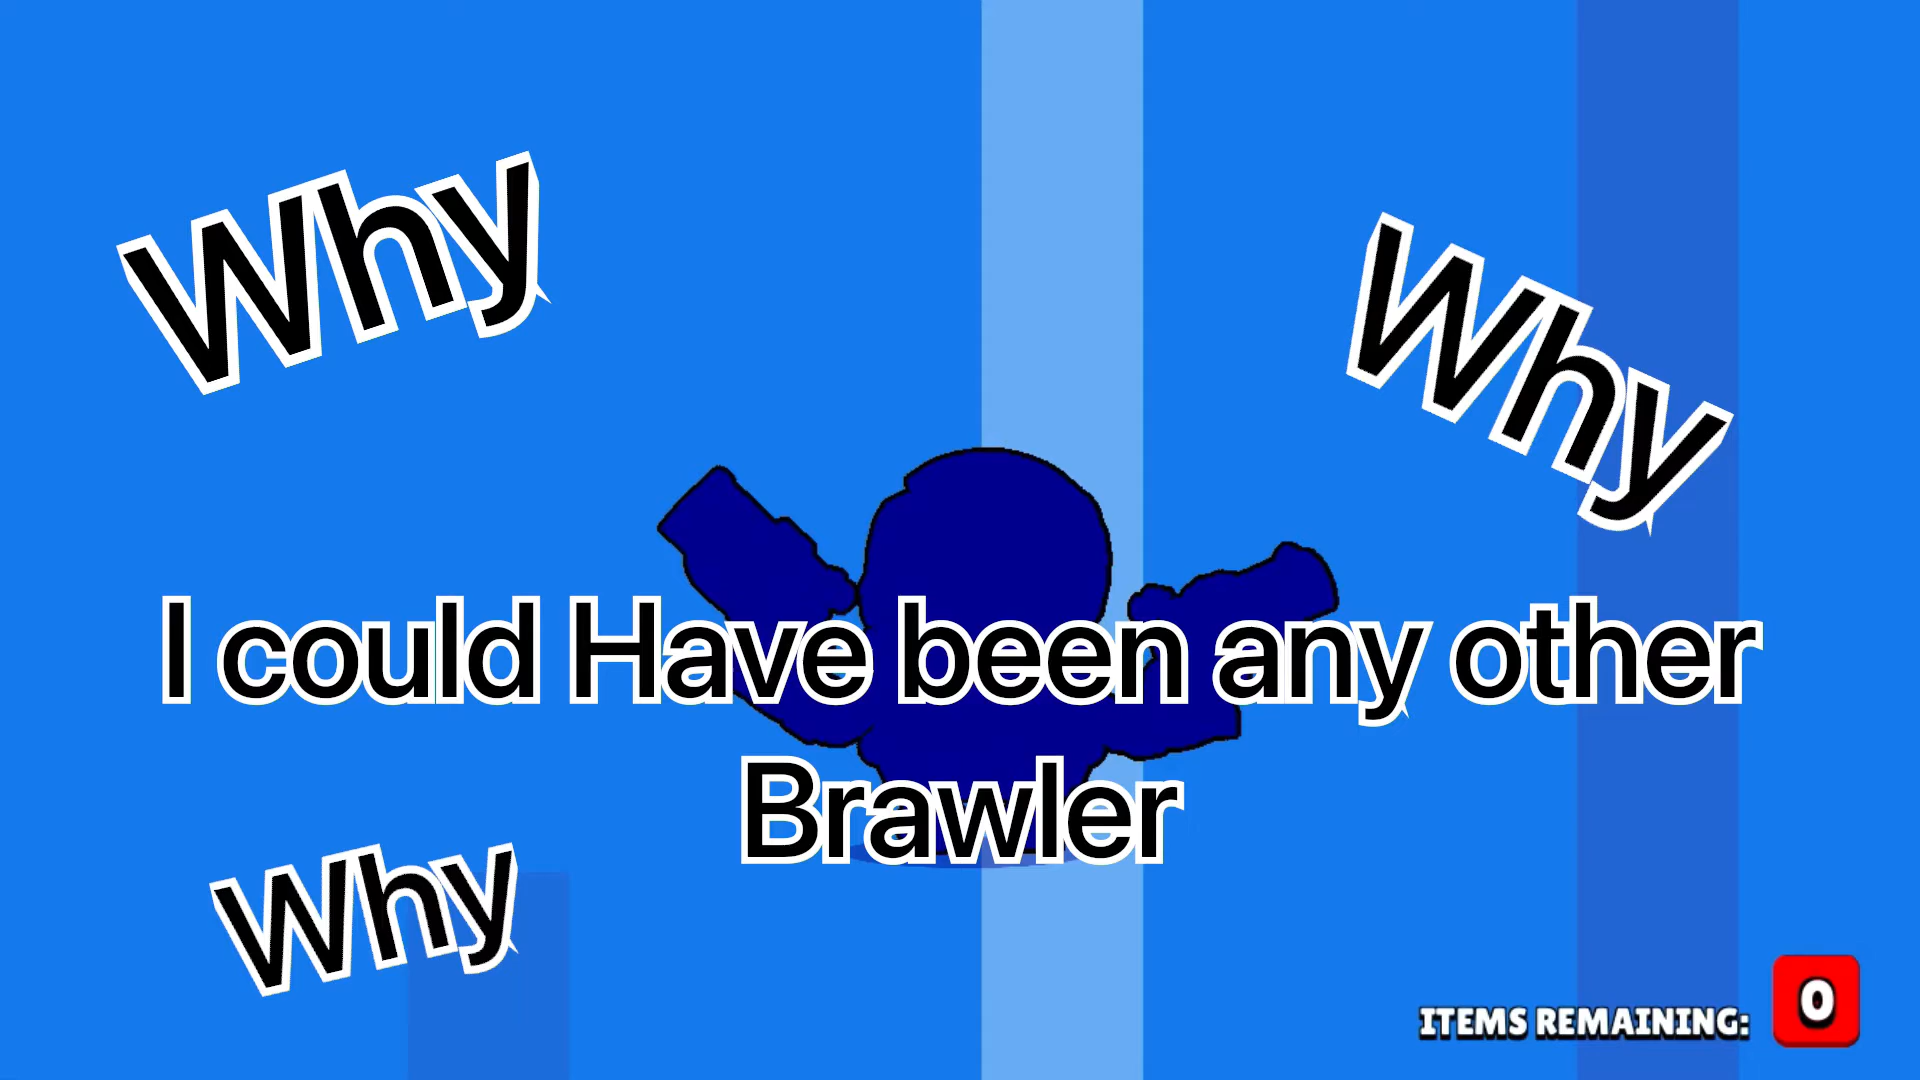 Why
Why
I could Have been any other
Brawler
Why
ITEMS REMAINING: 0